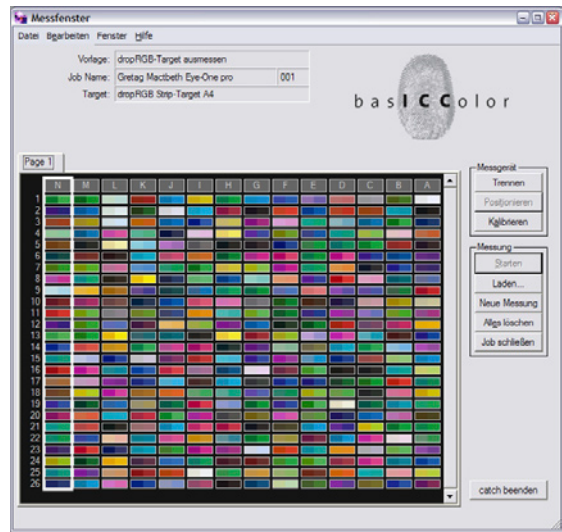 Messfenster
Datei Bearbeiten Fenster Hilfe
Vorlage: dropRGB-Target ausmessen
Job Name: Gretag Mactbeth Eye-One pro 001
Target: dropRGB Strip-Target A4
basICColor
Page 1
N M L K J I H G F E D C B A
1
2
3
4
5
6
7
8
9
10
11
12
13
14
15
16
17
18
19
20
21
22
23
24
25
26
Messgerät
Trennen
Positionieren
Kalibrieren
Messung
Starten
Laden...
Neue Messung
Alles löschen
Job schließen
catch beenden